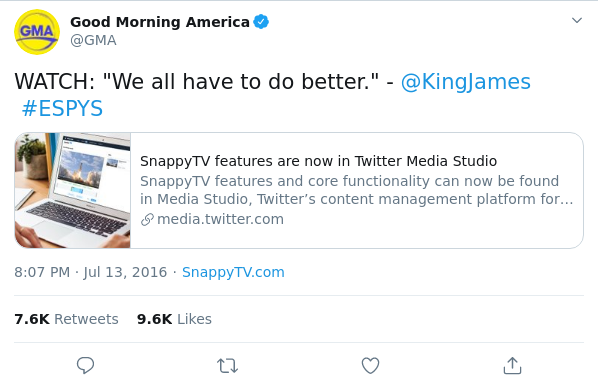 GMA
Good Morning America
@GMA
WATCH: "We all have to do better." - @KingJames
#ESPYS
SnappyTV features are now in Twitter Media Studio
SnappyTV features and core functionality can now be found
in Media Studio, Twitter’s content management platform for...
media.twitter.com
8:07 PM · Jul 13, 2016 · SnappyTV.com
7.6K Retweets 9.6K Likes